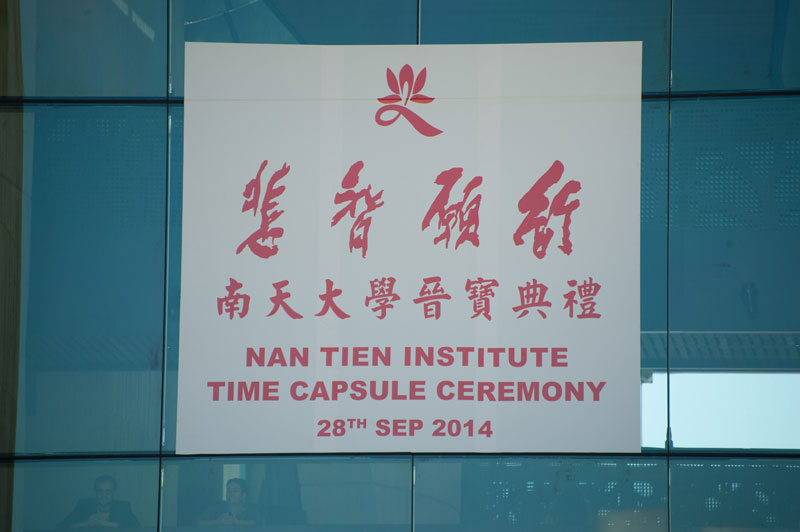 悲智願行
南天大學晉寶典禮
NAN TIEN INSTITUTE
TIME CAPSULE CEREMONY
28TH SEP 2014